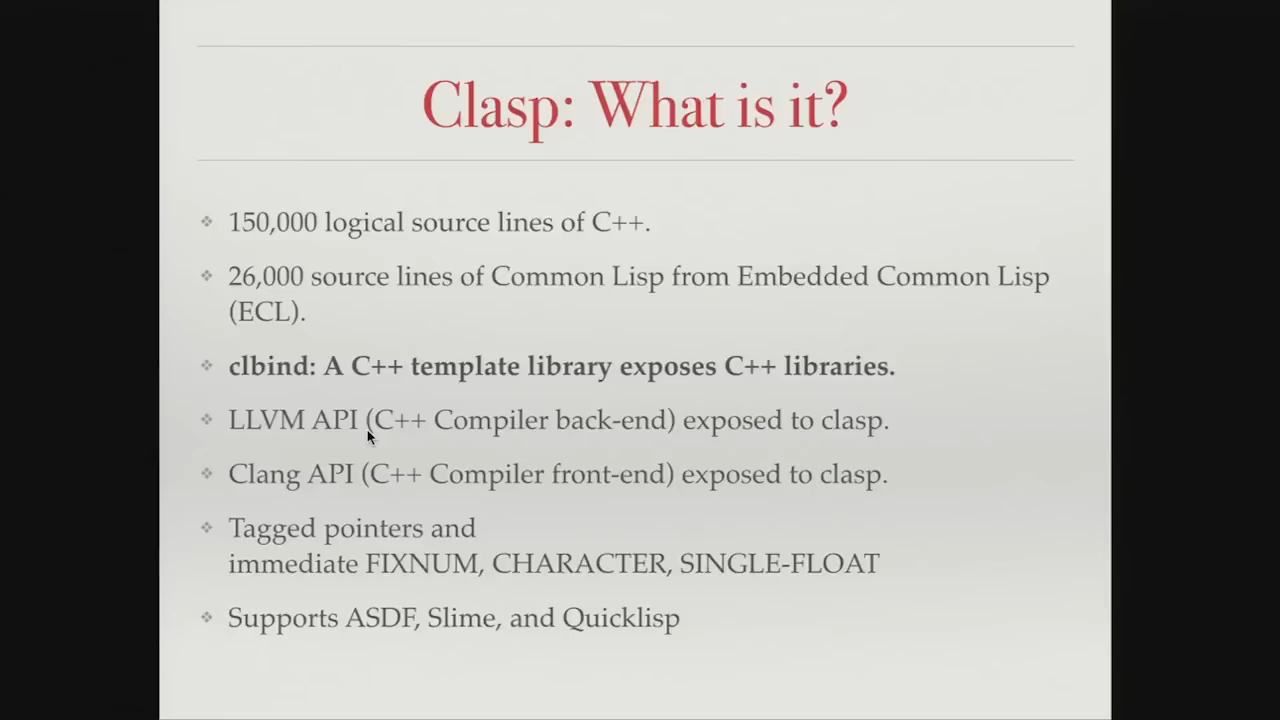 Clasp: What is it?
150,000 logical source lines of C++.
26,000 source lines of Common Lisp from Embedded Common Lisp
(ECL).
clbind: A C++ template library exposes C++ libraries.
LLVM API (C++ Compiler back-end) exposed to clasp.
Clang API (C++ Compiler front-end) exposed to clasp.
Tagged pointers and
immediate FIXNUM, CHARACTER, SINGLE-FLOAT
Supports ASDF, Slime, and Quicklisp